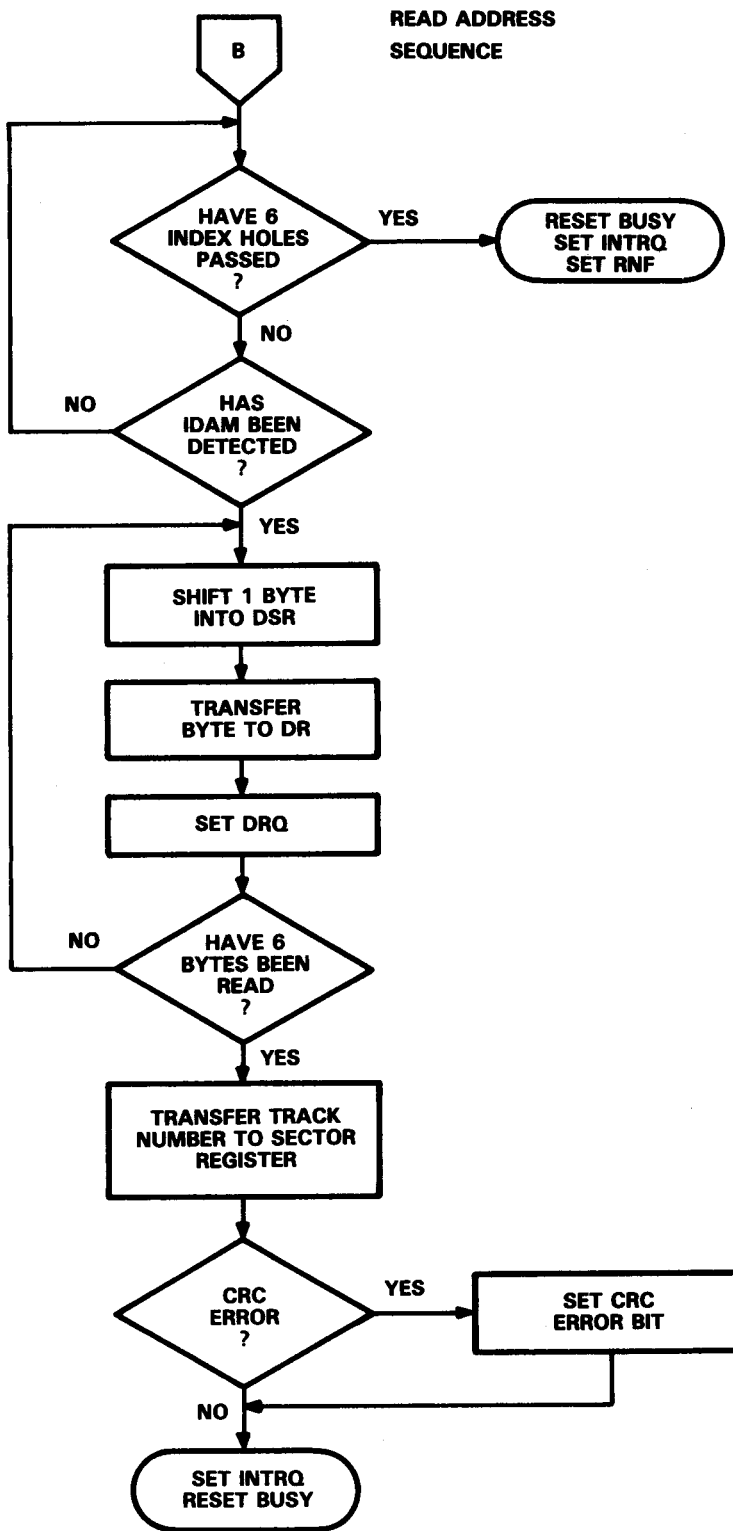 READ ADDRESS
SEQUENCE
B
HAVE 6
INDEX HOLES
PASSED
?
YES
RESET BUSY
SET INTRQ
SET RNF
NO
HAS
IDAM BEEN
DETECTED
?
NO
YES
SHIFT 1 BYTE
INTO DSR
TRANSFER
BYTE TO DR
SET DRQ
HAVE 6
BYTES BEEN
READ
?
NO
YES
TRANSFER TRACK
NUMBER TO SECTOR
REGISTER
CRC
ERROR
?
YES
SET CRC
ERROR BIT
NO
SET INTRQ
RESET BUSY